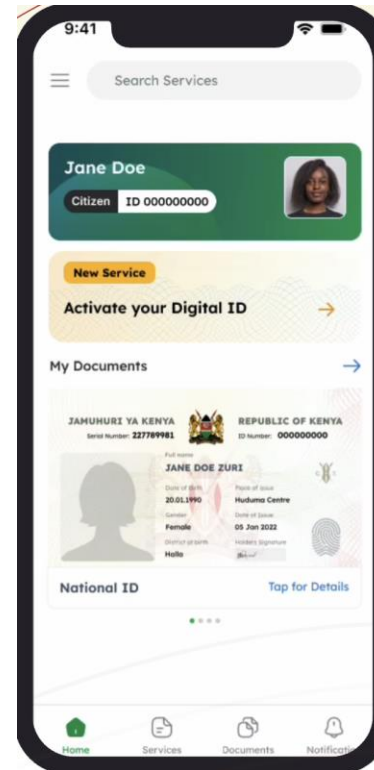 9:41
Search Services
Jane Doe
Citizen ID 000000000
New Service
Activate your Digital ID
My Documents
JAMUHURI YA KENYA REPUBLIC OF KENYA
Serial Number: 227789981 ID Number: 000000000
Full name
JANE DOE ZURI
Date of Birth Place of Issue
20.01.1990 Huduma Centre
Gender Date of Issue
Female 05 Jan 2022
District of Birth Holders Signature
Halla
National ID Tap for Details
Home Services Documents Notificatio